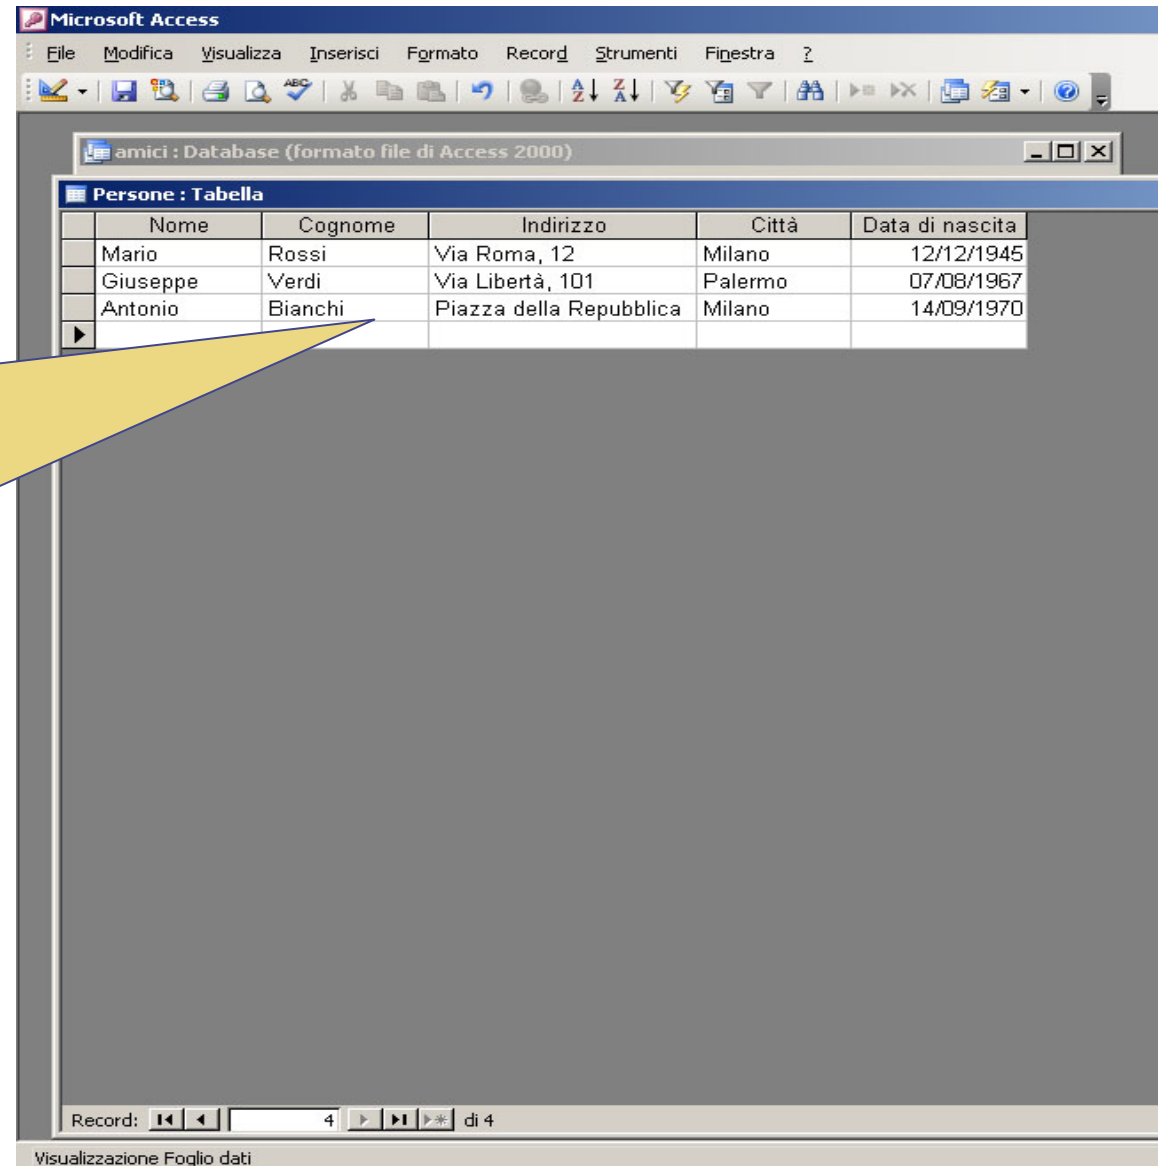 Microsoft Access
File Modifica Visualizza Inserisci Formato Record Strumenti Finestra ?
amici : Database (formato file di Access 2000)
Persone : Tabella
Nome Cognome Indirizzo Città Data di nascita
Mario Rossi Via Roma, 12 Milano 12/12/1945
Giuseppe Verdi Via Libertà, 101 Palermo 07/08/1967
Antonio Bianchi Piazza della Repubblica Milano 14/09/1970
Record: 4 di 4
Visualizzazione Foglio dati